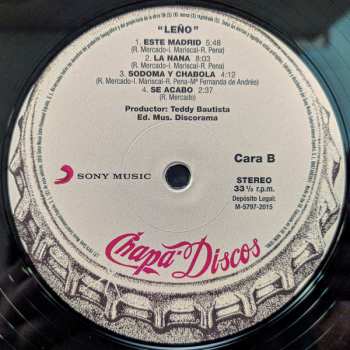 "LEÑO"
1. ESTE MADRID 5:48
(R. Mercado-I. Mariscal-R. Pena)
2. LA NANA 8:03
(R. Mercado-I. Mariscal-R. Pena)
3. SODOMA Y CHABOLA 4:12
(R. Mercado-I. Mariscal-R. Pena-Mª Fernanda de Andrés)
4. SE ACABO 2:37
(R. Mercado)
Productor: Teddy Bautista
Ed. Mus. Discorama
SONY MUSIC
Cara B
STEREO
33 ⅓ r.p.m.
Depósito Legal:
M-5797-2015
Chapa Discos